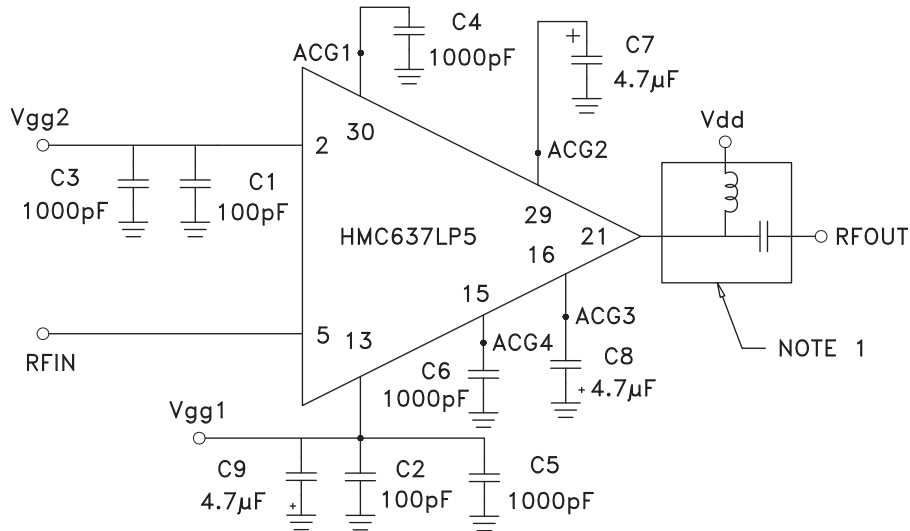 C4
1000pF
ACG1
+
C7
4.7μF
Vgg2
2
30
ACG2
Vdd
C3
1000pF
C1
100pF
29
HMC637LP5
21
RFOUT
16
15
5
13
RFIN
ACG3
ACG4
NOTE 1
C6
1000pF
C8
+4.7μF
Vgg1
C9
4.7μF
+
C2
100pF
C5
1000pF